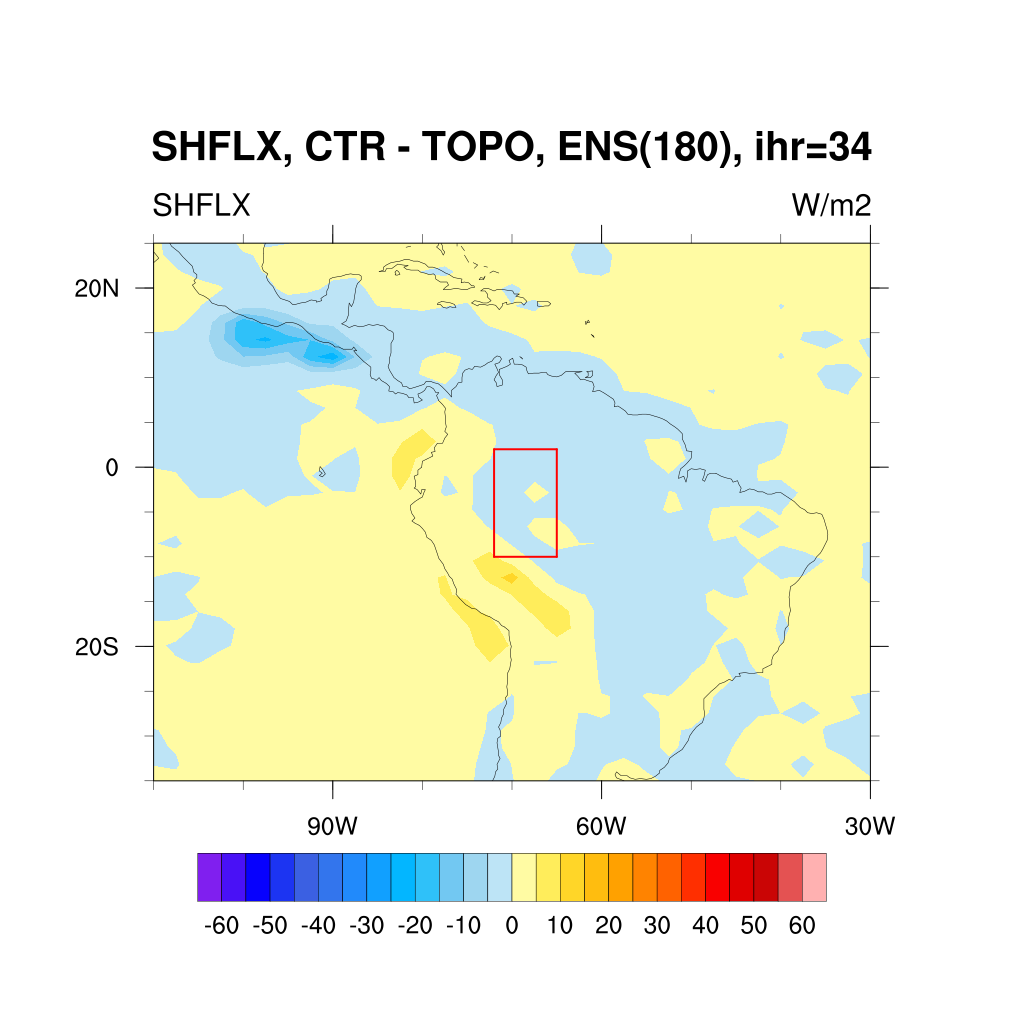 SHFLX, CTR - TOPO, ENS(180), ihr=34
SHFLX W/m2
20N
0
20S
90W 60W 30W
-60 -50 -40 -30 -20 -10 0 10 20 30 40 50 60